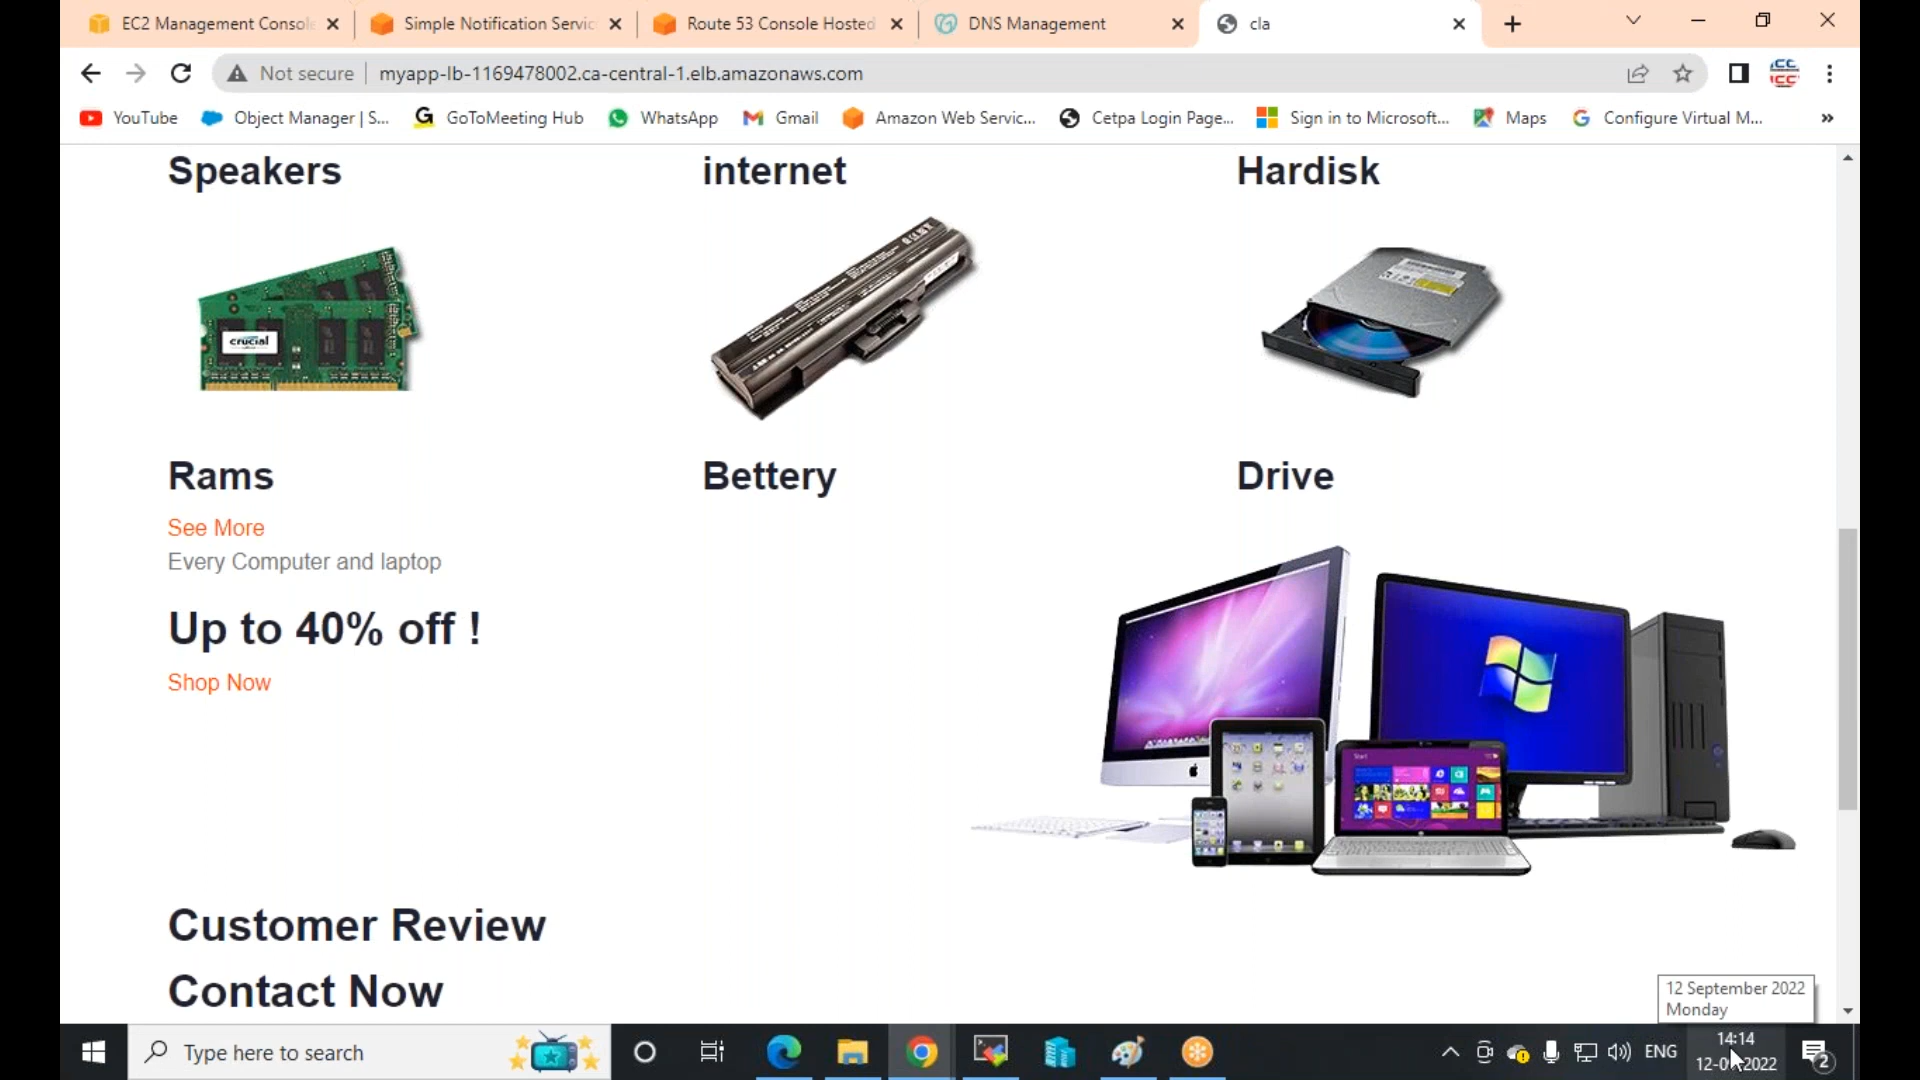 EC2 Management Console
Simple Notification Servic
Route 53 Console Hosted
DNS Management
cla
Not secure
myapp-lb-1169478002.ca-central-1.elb.amazonaws.com
YouTube
Object Manager | S...
GoToMeeting Hub
WhatsApp
Gmail
Amazon Web Servic...
Cetpa Login Page...
Sign in to Microsoft...
Maps
Configure Virtual M...
»
Speakers
internet
Hardisk
crucial
Rams
Bettery
Drive
See More
Every Computer and laptop
Up to 40% off !
Shop Now
Start
Customer Review
Contact Now
12 September 2022
Monday
Type here to search
ENG
14:14
2